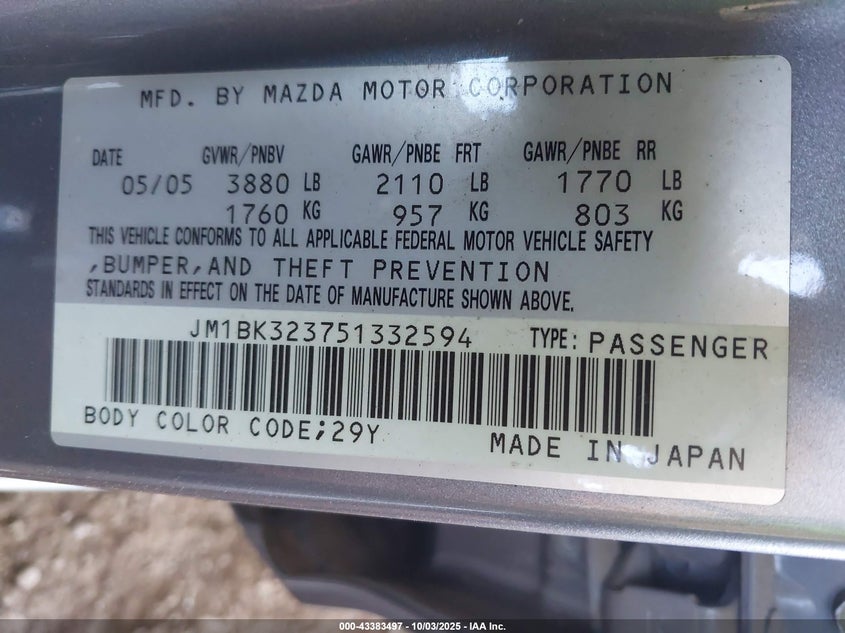 MFD. BY MAZDA MOTOR CORPORATION
DATE GVWR/PNBV GAWR/PNBE FRT GAWR/PNBE RR
05/05 3880 LB 2110 LB 1770 LB
1760 KG 957 KG 803 KG
THIS VEHICLE CONFORMS TO ALL APPLICABLE FEDERAL MOTOR VEHICLE SAFETY
,BUMPER,AND THEFT PREVENTION
STANDARDS IN EFFECT ON THE DATE OF MANUFACTURE SHOWN ABOVE.
JM1BK323751332594 TYPE: PASSENGER
BODY COLOR CODE;29Y MADE IN JAPAN
000-43383497 - 10/03/2025 - IAA Inc.